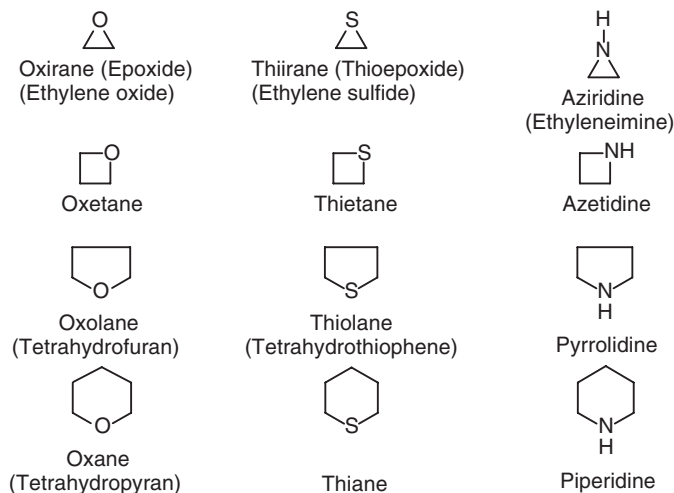 O
S
H
N
Oxirane (Epoxide)
(Ethylene oxide)
Thiirane (Thioepoxide)
(Ethylene sulfide)
Aziridine
(Ethyleneimine)
O
S
NH
Oxetane
Thietane
Azetidine
O
S
N
H
Oxolane
(Tetrahydrofuran)
Thiolane
(Tetrahydrothiophene)
Pyrrolidine
O
S
N
H
Oxane
(Tetrahydropyran)
Thiane
Piperidine